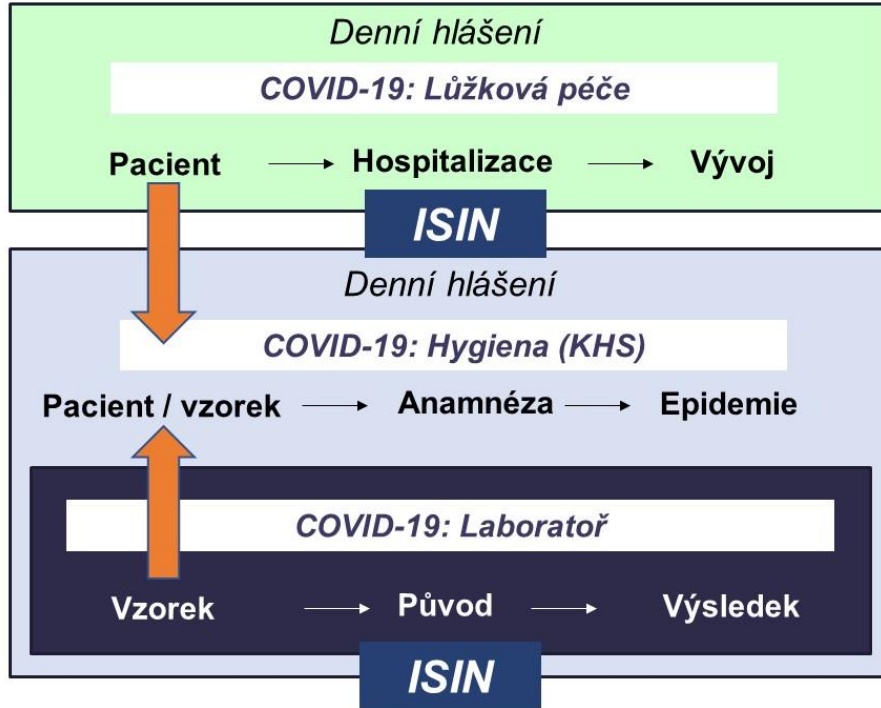 Denní hlášení
COVID-19: Lůžková péče
Pacient Hospitalizace Vývoj
ISIN
Denní hlášení
COVID-19: Hygiena (KHS)
Pacient / vzorek Anamnéza Epidemie
COVID-19: Laboratoř
Vzorek Původ Výsledek
ISIN